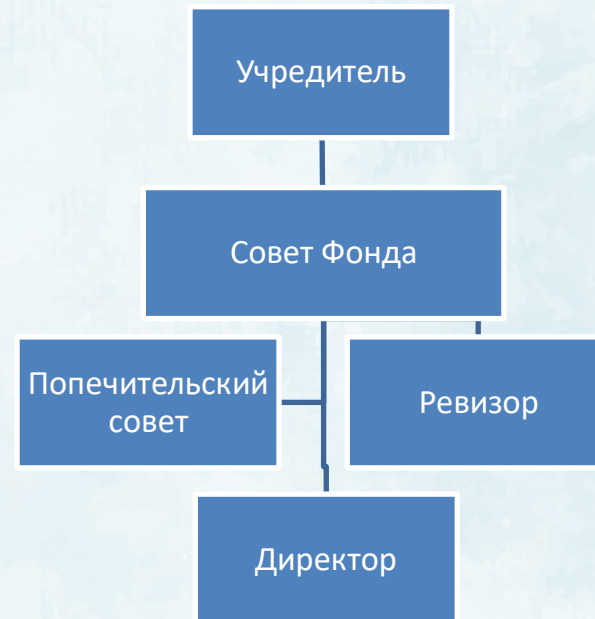 Учредитель
Совет Фонда
Попечительский
совет
Ревизор
Директор